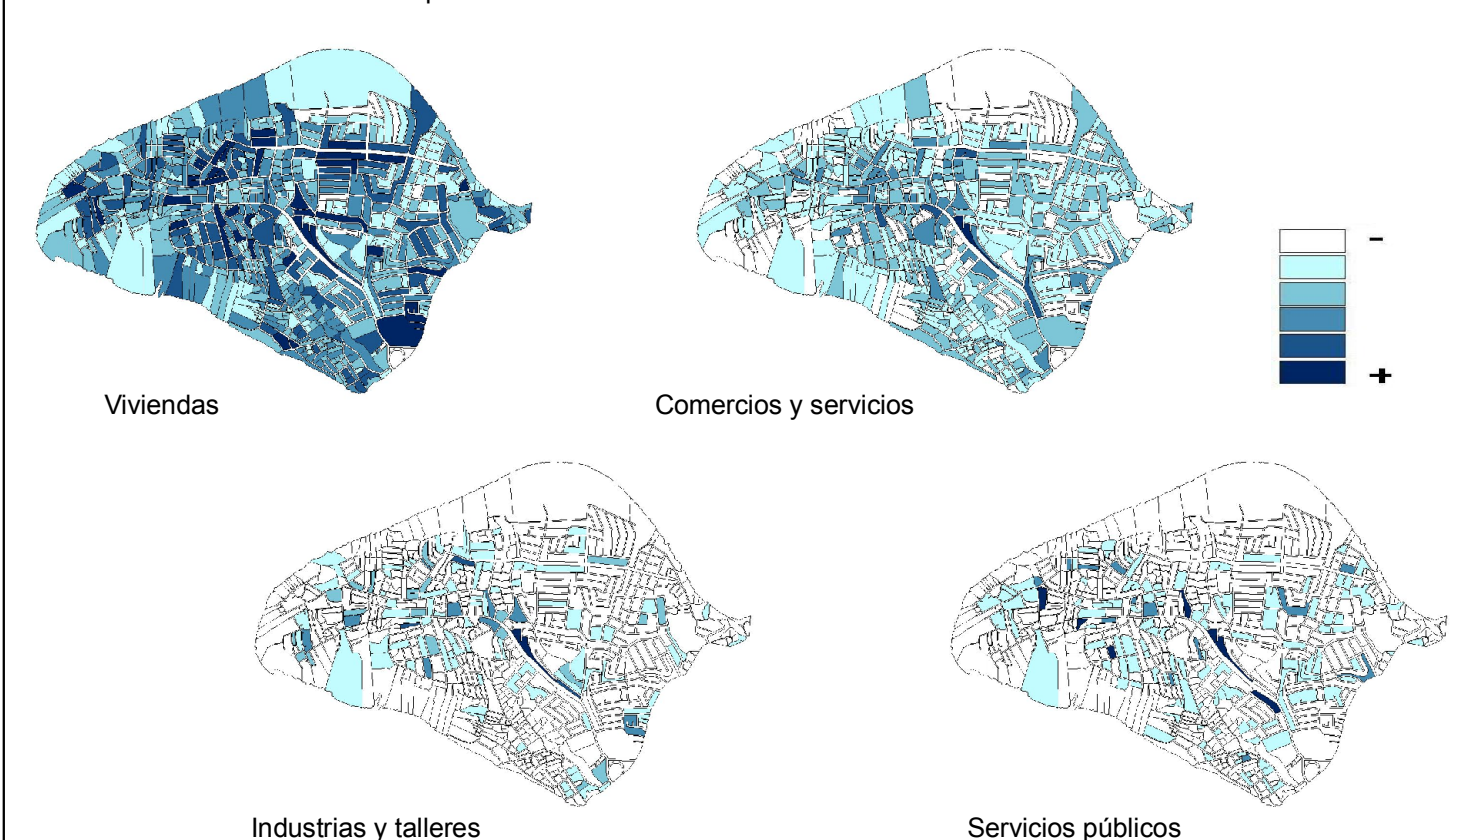 -
+
Viviendas
Comercios y servicios
Industrias y talleres
Servicios públicos